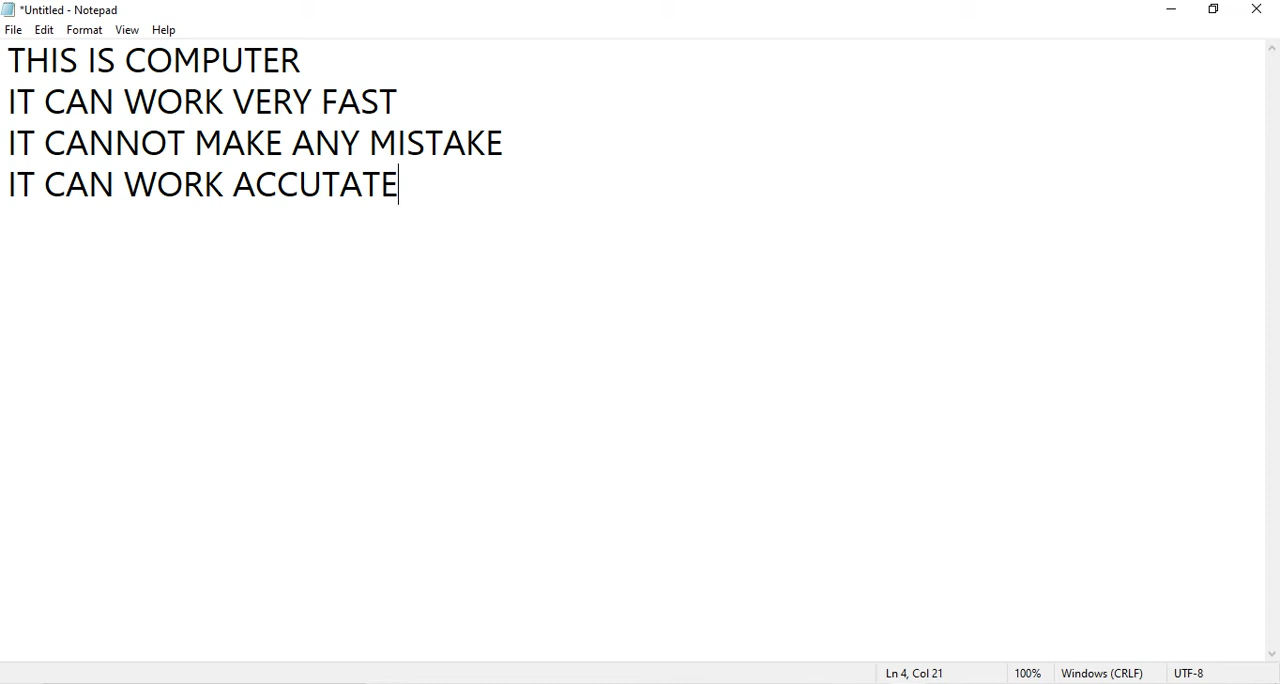 *Untitled - Notepad
File Edit Format View Help
THIS IS COMPUTER
IT CAN WORK VERY FAST
IT CANNOT MAKE ANY MISTAKE
IT CAN WORK ACCUTATE
Ln 4, Col 21 100% Windows (CRLF) UTF-8